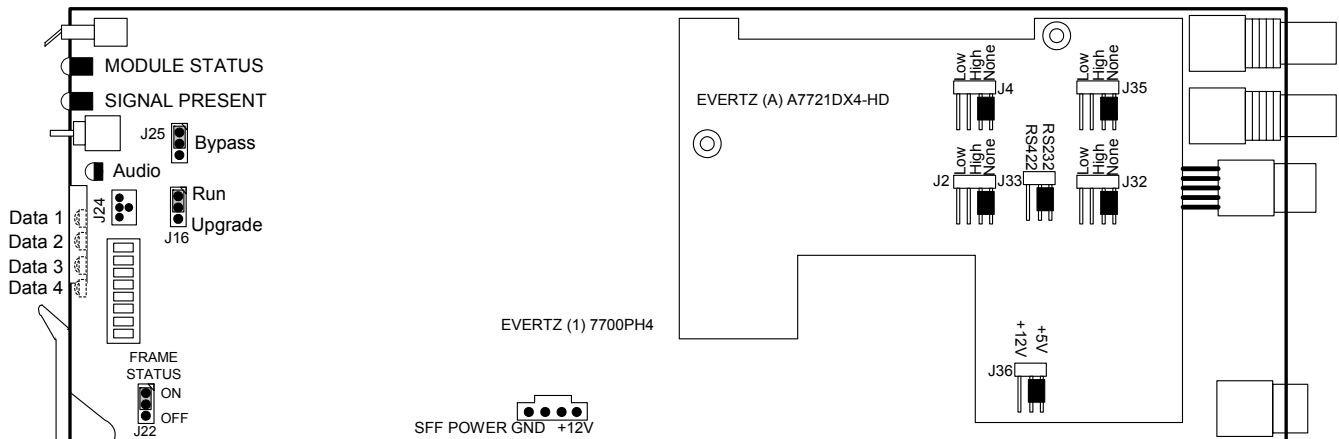 MODULE STATUS
SIGNAL PRESENT
J25
Bypass
Audio
J24
Run
Upgrade
J16
Data 1
Data 2
Data 3
Data 4
FRAME
STATUS
ON
OFF
J22
EVERTZ (1) 7700PH4
SFF POWER GND +12V
EVERTZ (A) A7721DX4-HD
Low
High
None
J4
Low
High
None
J35
Low
High
None
J2
J33
RS422
RS232
Low
High
None
J32
+12V
+5V
J36